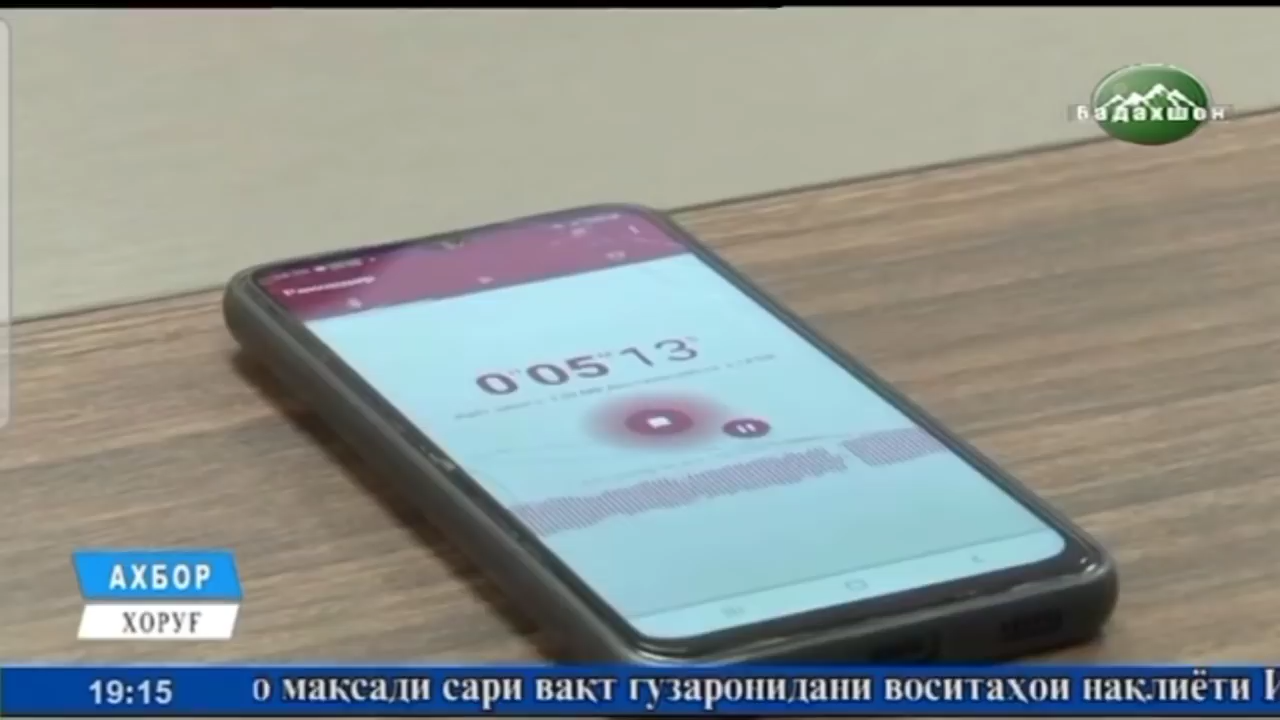 бадахшон
0 05 13
АХБОР
ХОРУҒ
19:15
о мақсади сари вақт гузаронидани воситаҳои нақлиёти И